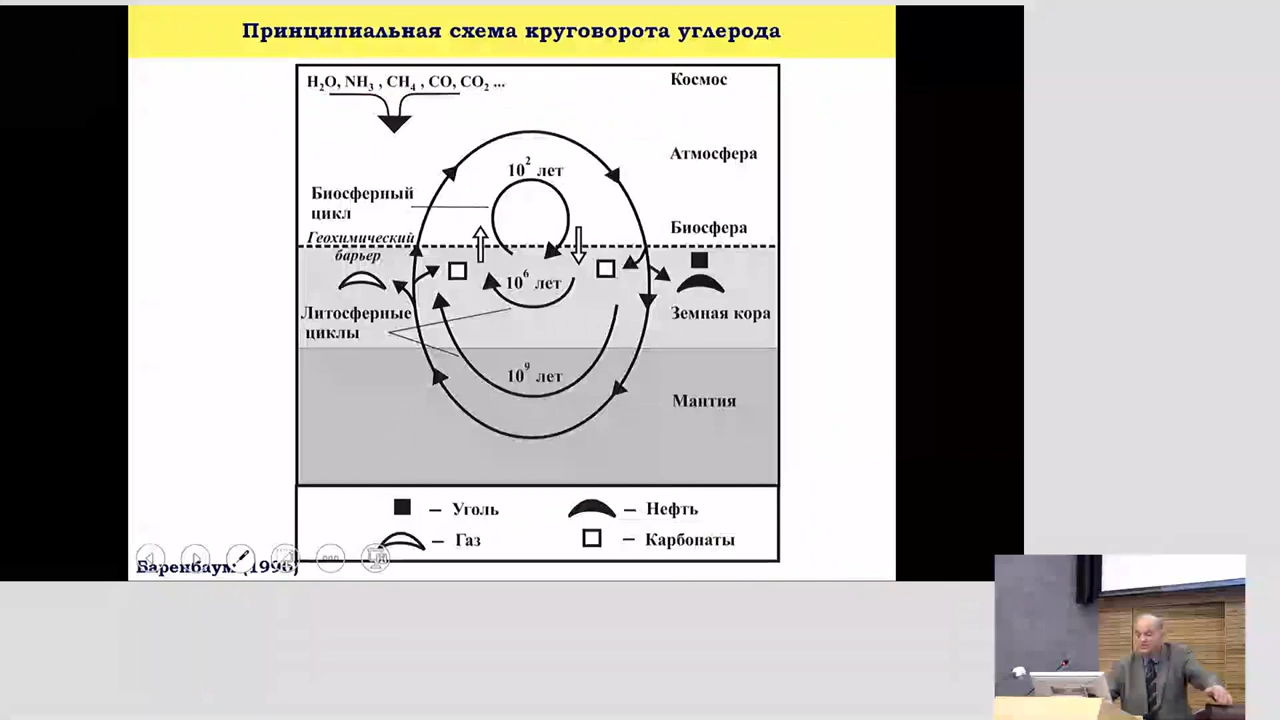 Принципиальная схема круговорота углерода
H₂O, NH₃ , CH₄ , CO, CO₂ ...
Космос
Атмосфера
10² лет
Биосферный
цикл
Биосфера
Геохимический
барьер
10⁶ лет
Литосферные
циклы
Земная кора
10⁹ лет
Мантия
– Уголь
– Нефть
– Газ
– Карбонаты
Баренбаум (1996)